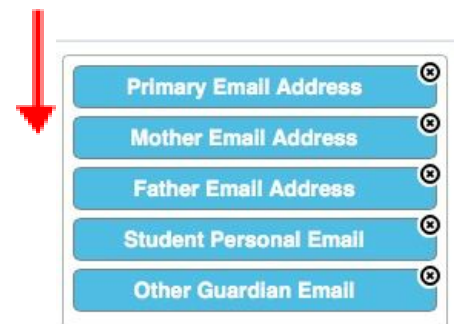 Primary Email Address
Mother Email Address
Father Email Address
Student Personal Email
Other Guardian Email